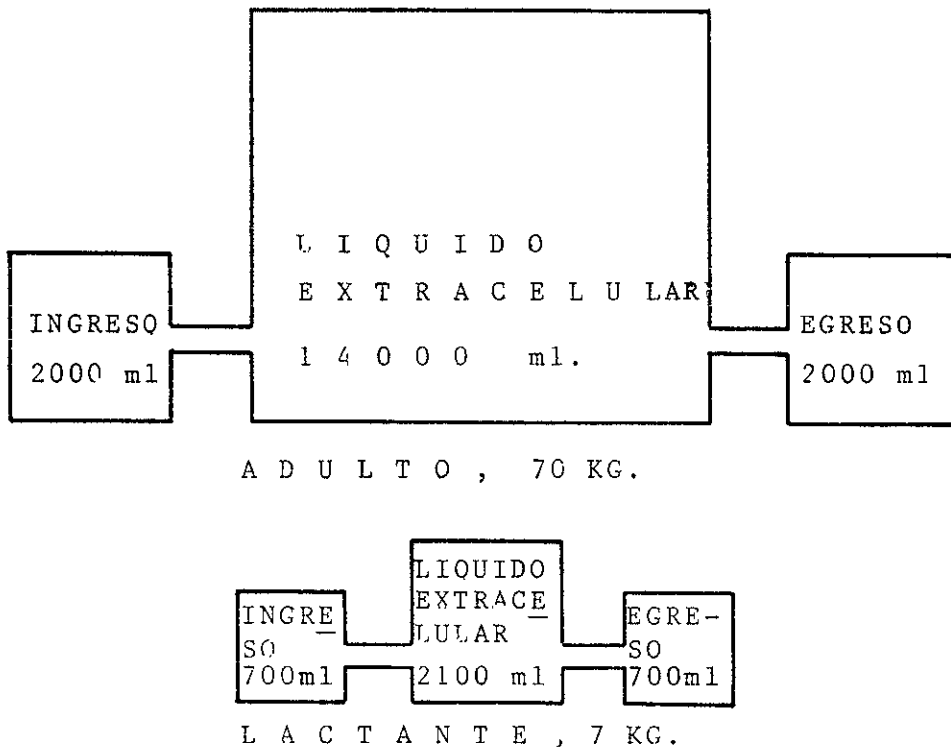 LIQUIDO
EXTRACELULAR
14000 ml.
INGRESO
2000 ml
EGRESO
2000 ml
ADULTO, 70 KG.
INGRE
SO
700ml
LIQUIDO
EXTRACE
LULAR
2100 ml
EGRE-
SO
700ml
LACTANTE, 7 KG.